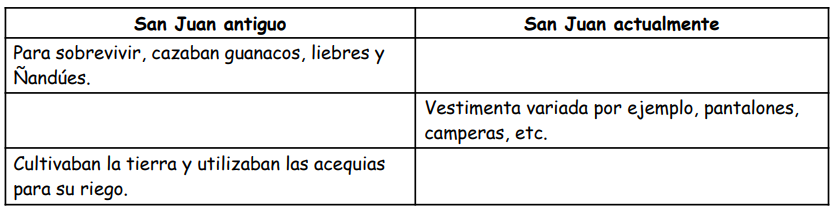 San Juan antiguo
San Juan actualmente
Para sobrevivir, cazaban guanacos, liebres y
Ñandúes.
Vestimenta variada por ejemplo, pantalones,
camperas, etc.
Cultivaban la tierra y utilizaban las acequias
para su riego.